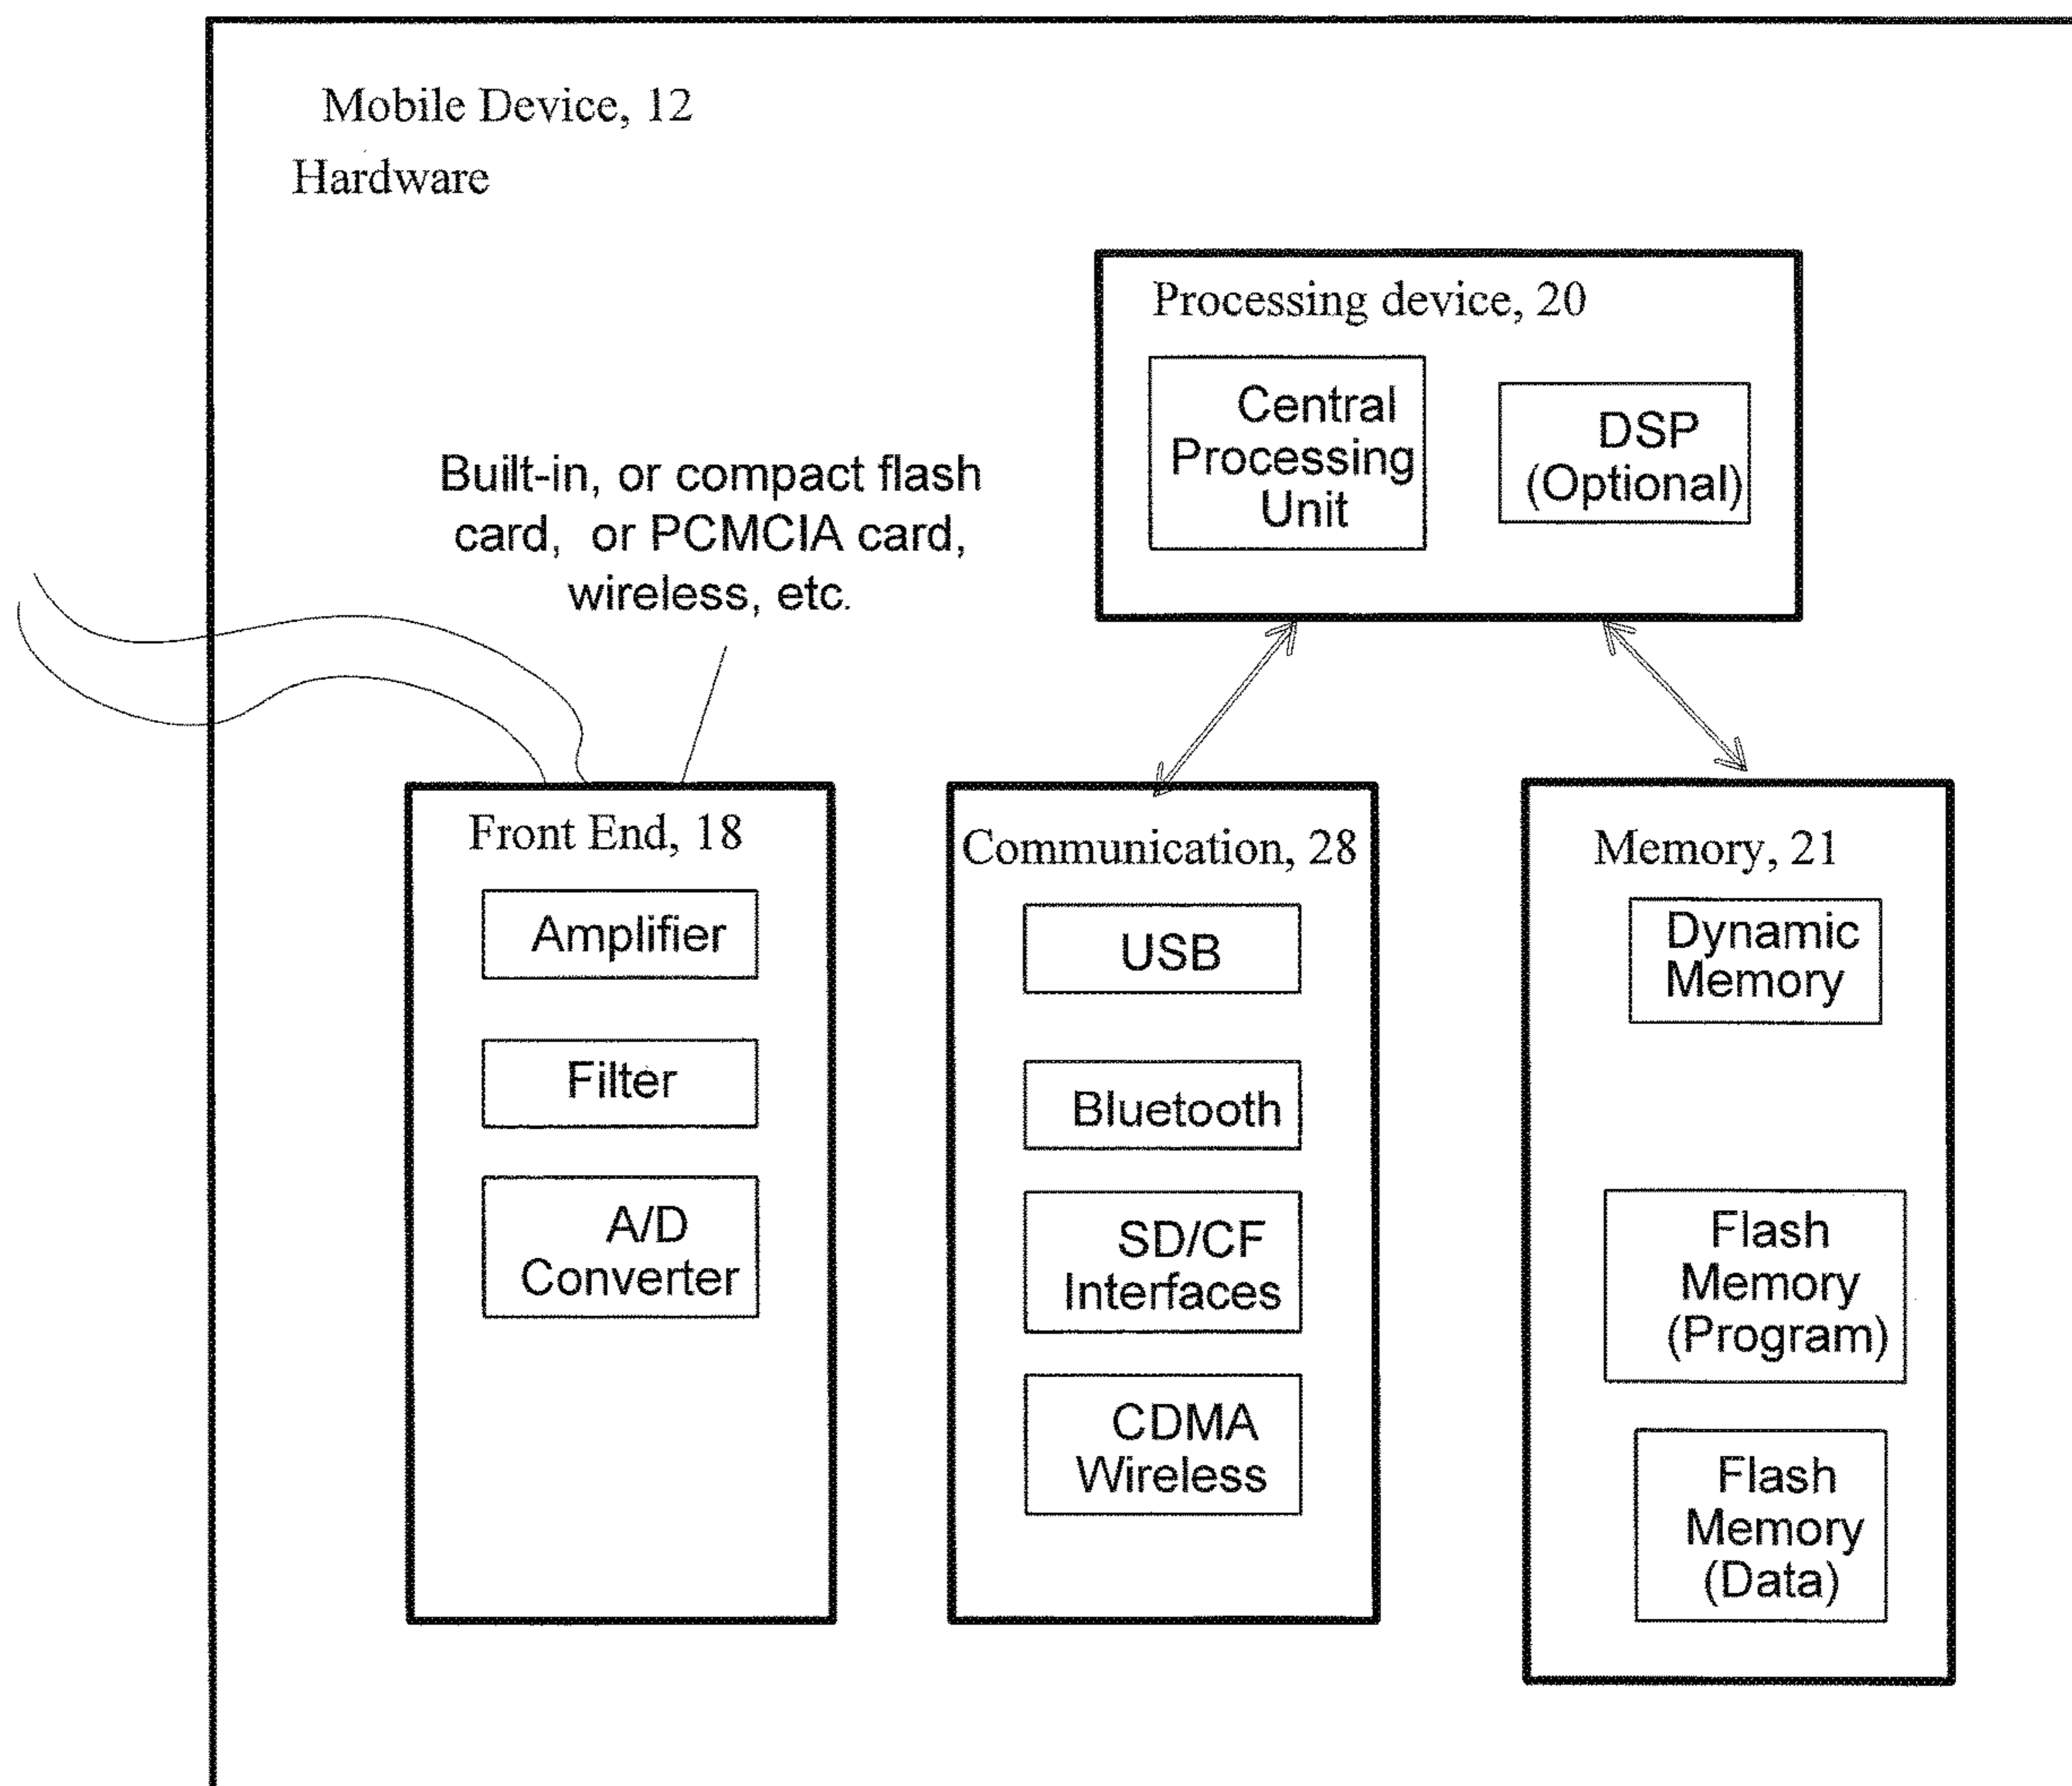 Mobile Device, 12
Hardware
Processing device, 20
Central
Processing
Unit
DSP
(Optional)
Built-in, or compact flash
card, or PCMCIA card,
wireless, etc.
Front End, 18
Amplifier
Filter
A/D
Converter
Communication, 28
USB
Bluetooth
SD/CF
Interfaces
CDMA
Wireless
Memory, 21
Dynamic
Memory
Flash
Memory
(Program)
Flash
Memory
(Data)